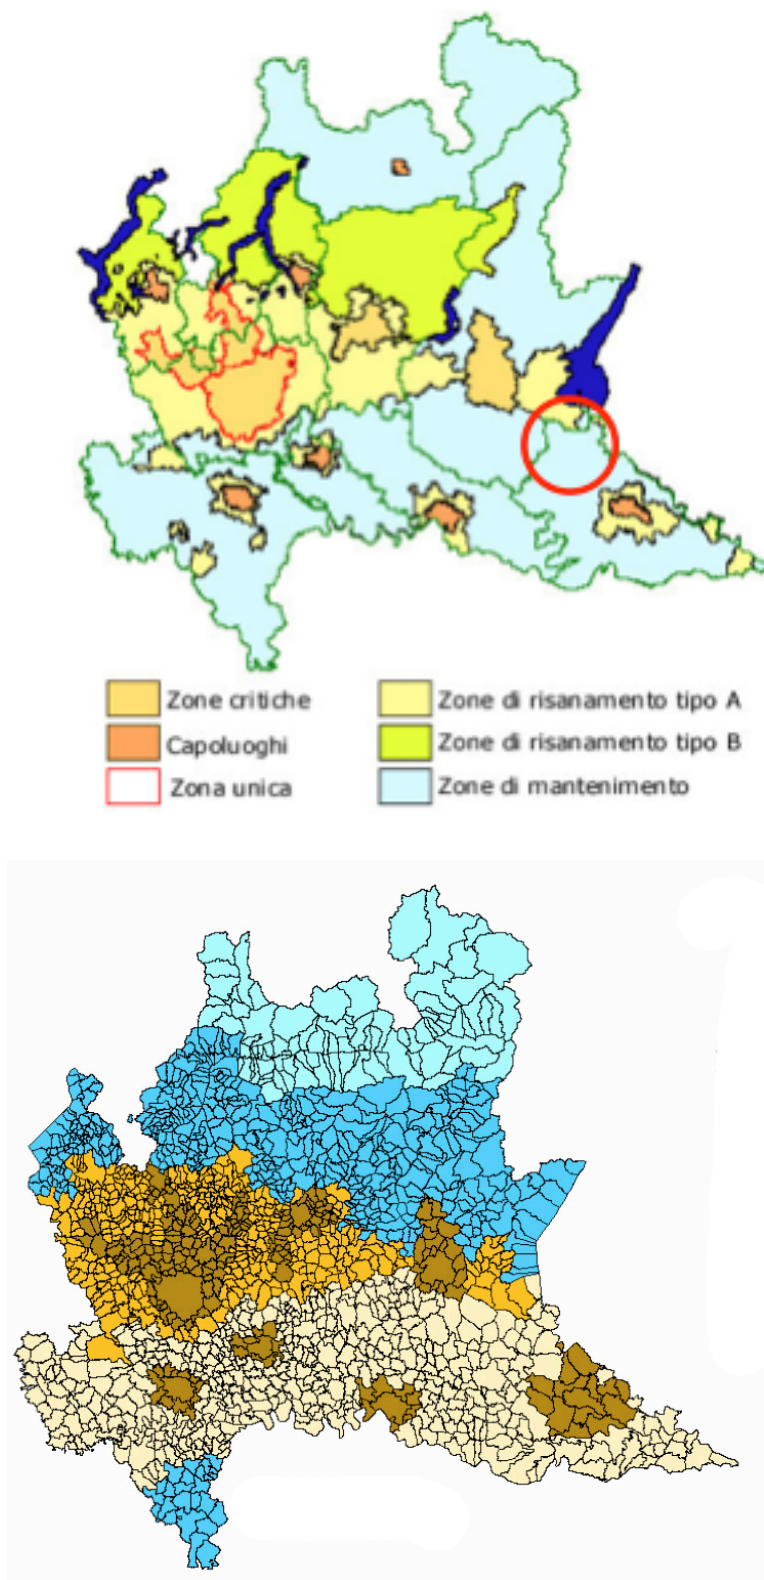 Zone critiche
Zone di risanamento tipo A
Capoluoghi
Zone di risanamento tipo B
Zona unica
Zone di mantenimento